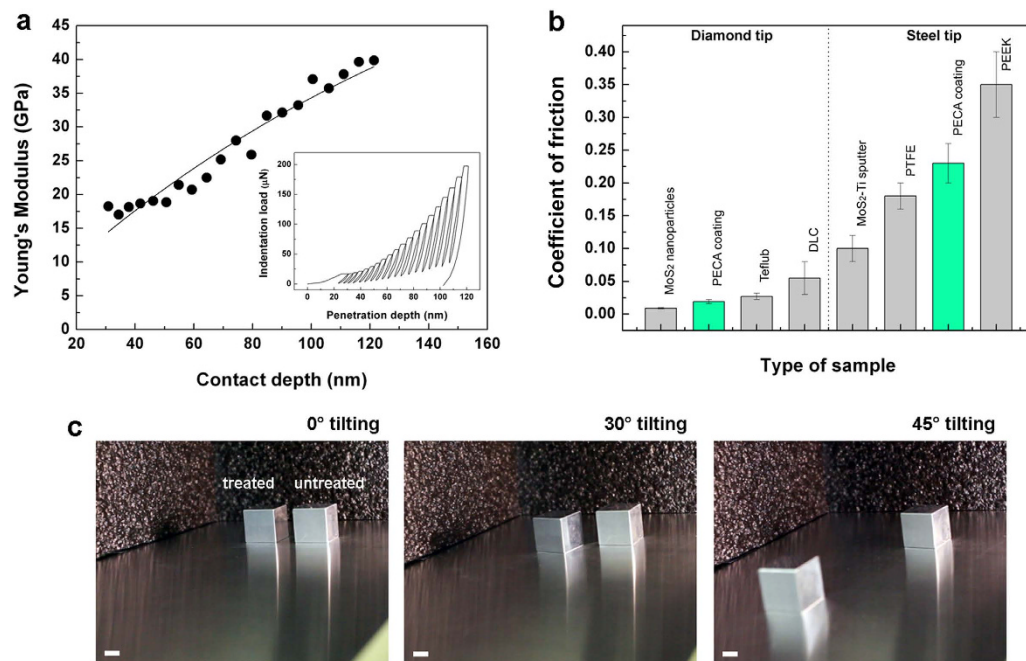 a
Young's Modulus (GPa)
45
40
35
30
25
20
15
10
5
0
20 40 60 80 100 120 140 160
Contact depth (nm)
Indentation load (µN)
200
150
100
50
0
0 20 40 60 80 100 120
Penetration depth (nm)
b
Diamond tip
Steel tip
Coefficient of friction
0.40
0.35
0.30
0.25
0.20
0.15
0.10
0.05
0.00
MoS2 nanoparticles
PECA coating
Teflub
DLC
MoS2-Ti sputter
PTFE
PECA coating
PEEK
Type of sample
c
0° tilting
30° tilting
45° tilting
treated untreated